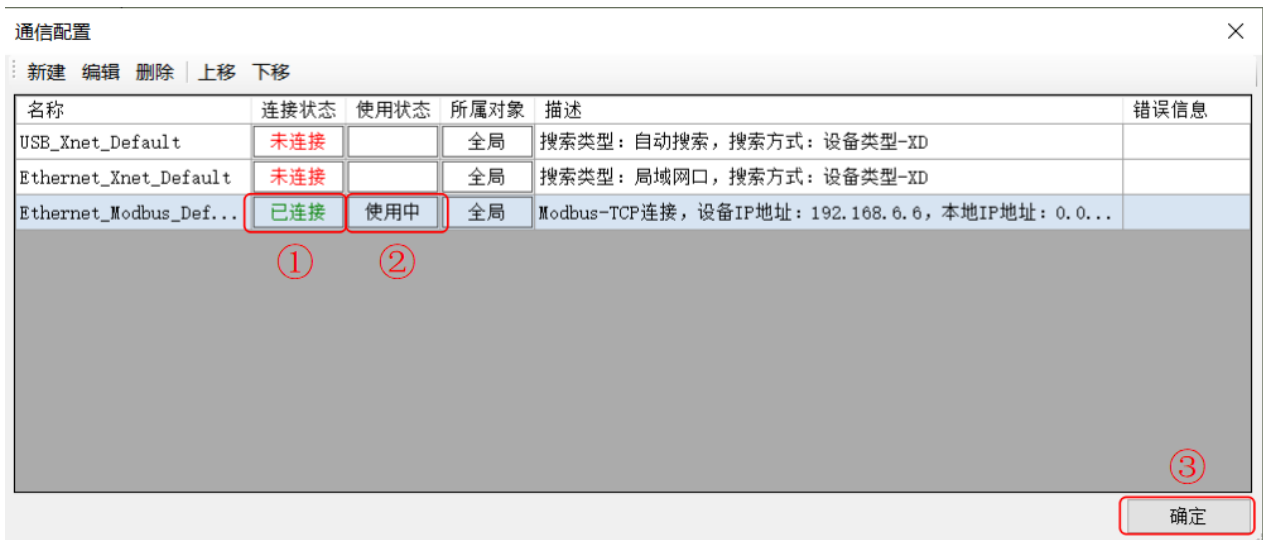 通信配置
新建 编辑 删除 上移 下移
名称 连接状态 使用状态 所属对象 描述 错误信息
USB_Xnet_Default 未连接 全局 搜索类型：自动搜索，搜索方式：设备类型-XD
Ethernet_Xnet_Default 未连接 全局 搜索类型：局域网口，搜索方式：设备类型-XD
Ethernet_Modbus_Def... 已连接 使用中 全局 Modbus-TCP连接，设备IP地址：192.168.6.6，本地IP地址：0.0...
① ②
③
确定